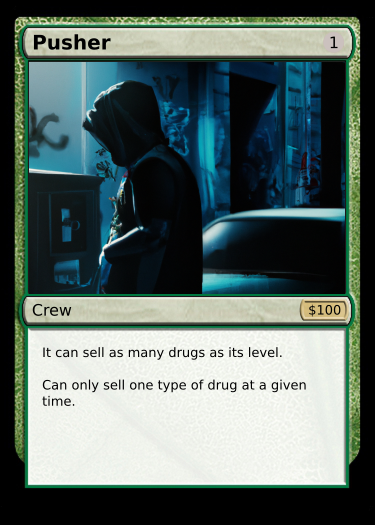 Pusher 1
Crew $100
It can sell as many drugs as its level.
Can only sell one type of drug at a given
time.